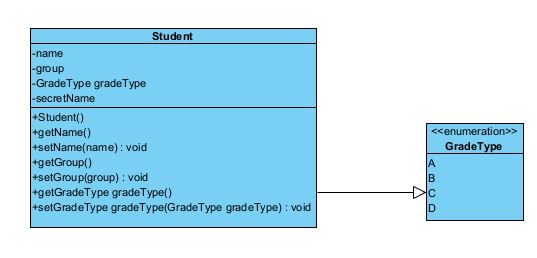 Student
-name
-group
-GradeType gradeType
-secretName
+Student()
+getName()
+setName(name) : void
+getGroup()
+setGroup(group) : void
+getGradeType gradeType()
+setGradeType gradeType(GradeType gradeType) : void
<<enumeration>>
GradeType
A
B
C
D